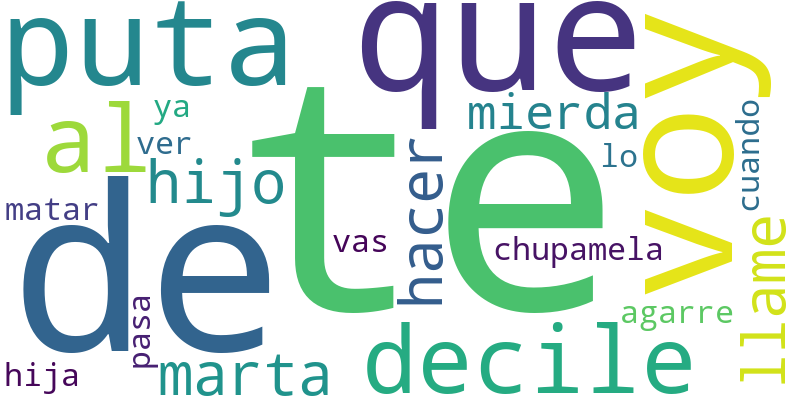 puta
que
voy
te
de
al
ya
ver
hijo
matar
hacer
mierda
lo
cuando
vas
chupamela
agarre
llame
pasa
hija
marta
decile